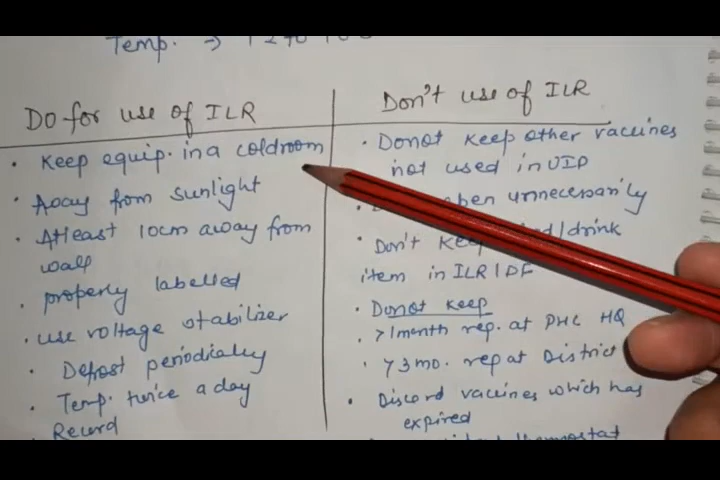 Temp. →
Do for use of ILR
• Keep equip. in a coldroom
• Away from sunlight
• Atleast 10cm away from
wall
• properly labelled
• use voltage stabilizer
• Defrost periodically
• Temp. twice a day
Record
Don't use of ILR
• Donot keep other vaccines
not used in UIP
unnecessarily
• Don't keep /drink
item in ILR/DF
• Donot keep
• >1month rep. at PHC HQ
• >3mo. rep at District
• Discord vaccines which has
expired
thermostat